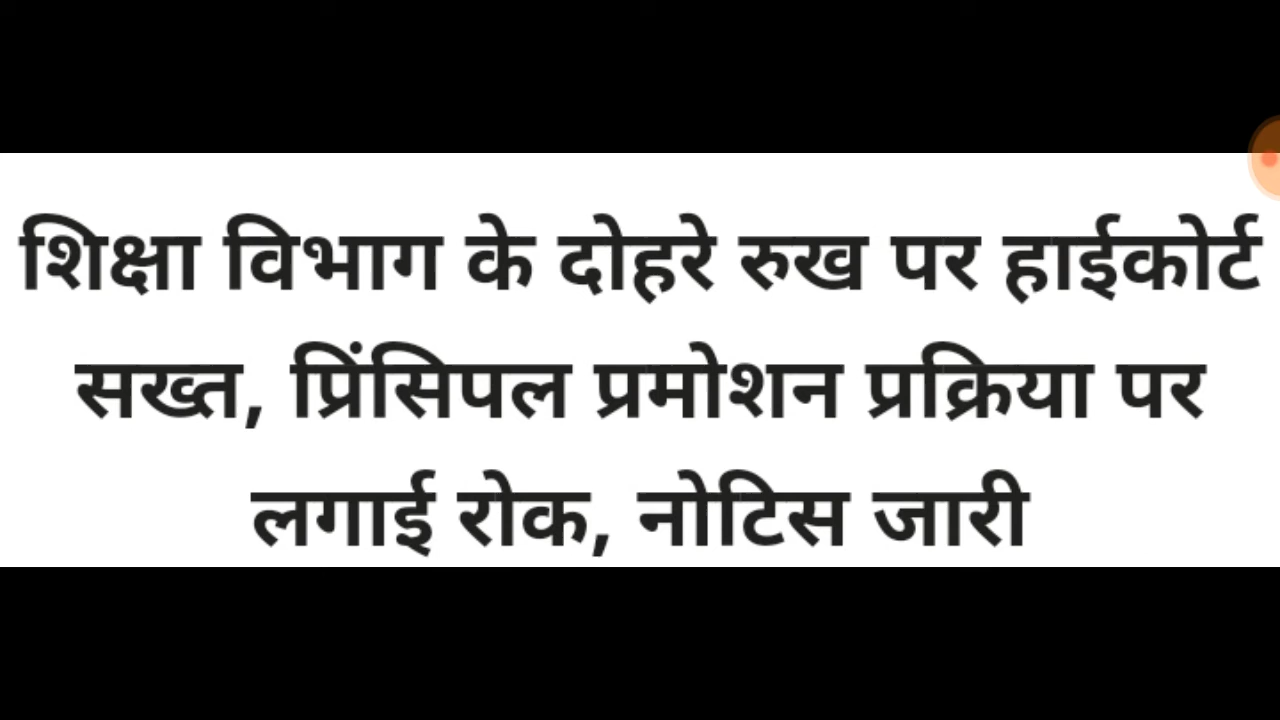 शिक्षा विभाग के दोहरे रुख पर हाईकोर्ट
सख्त, प्रिंसिपल प्रमोशन प्रक्रिया पर
लगाई रोक, नोटिस जारी